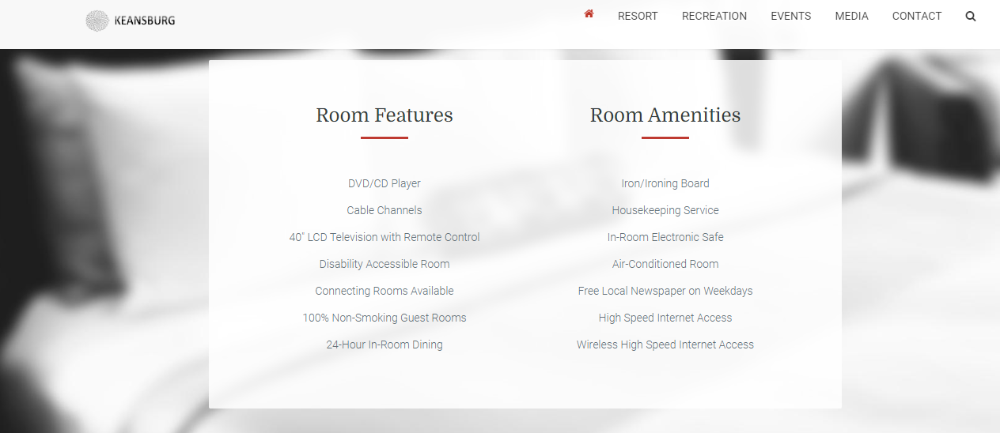 KEANSBURG
RESORT
RECREATION
EVENTS
MEDIA
CONTACT
Room Features
DVD/CD Player
Cable Channels
40" LCD Television with Remote Control
Disability Accessible Room
Connecting Rooms Available
100% Non-Smoking Guest Rooms
24-Hour In-Room Dining
Room Amenities
Iron/Ironing Board
Housekeeping Service
In-Room Electronic Safe
Air-Conditioned Room
Free Local Newspaper on Weekdays
High Speed Internet Access
Wireless High Speed Internet Access